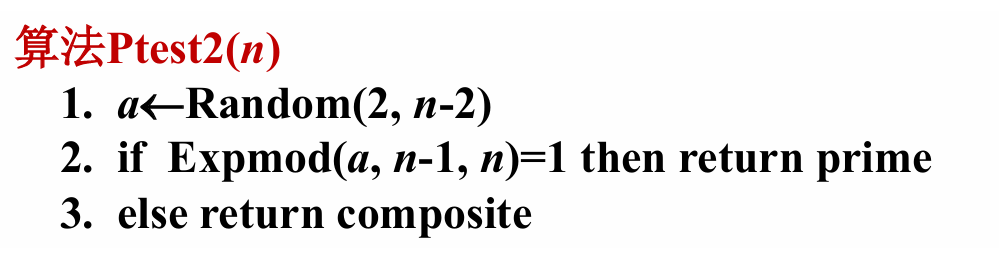 算法Ptest2(n)
1. a←Random(2, n-2)
2. if Expmod(a, n-1, n)=1 then return prime
3. else return composite